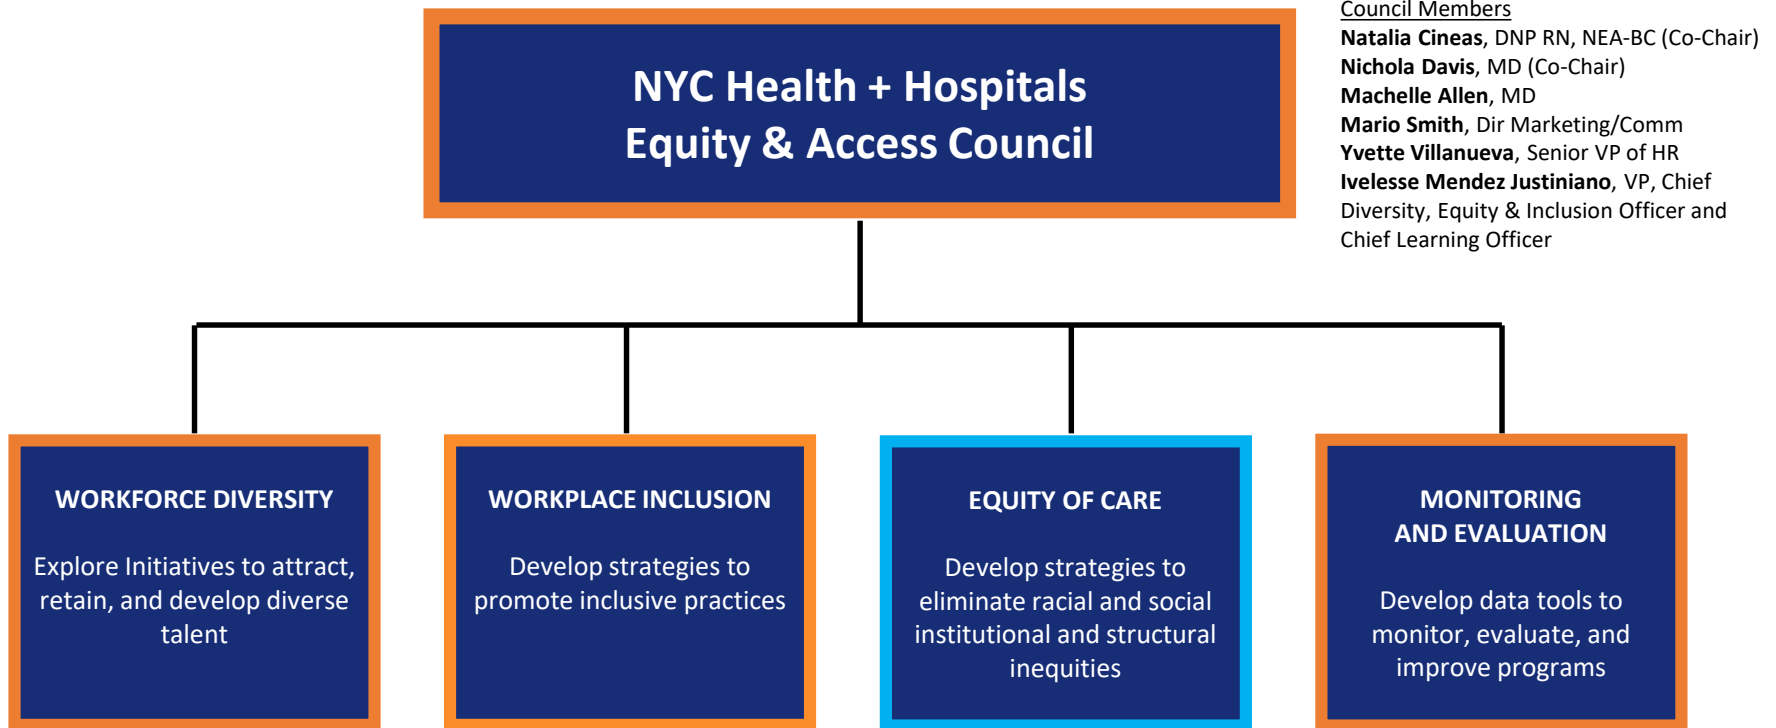 NYC Health + Hospitals
Equity & Access Council
Council Members
Natalia Cineas, DNP RN, NEA-BC (Co-Chair)
Nichola Davis, MD (Co-Chair)
Machelle Allen, MD
Mario Smith, Dir Marketing/Comm
Yvette Villanueva, Senior VP of HR
Ivelesse Mendez Justiniano, VP, Chief
Diversity, Equity & Inclusion Officer and
Chief Learning Officer
WORKFORCE DIVERSITY
Explore Initiatives to attract,
retain, and develop diverse
talent
WORKPLACE INCLUSION
Develop strategies to
promote inclusive practices
EQUITY OF CARE
Develop strategies to
eliminate racial and social
institutional and structural
inequities
MONITORING
AND EVALUATION
Develop data tools to
monitor, evaluate, and
improve programs